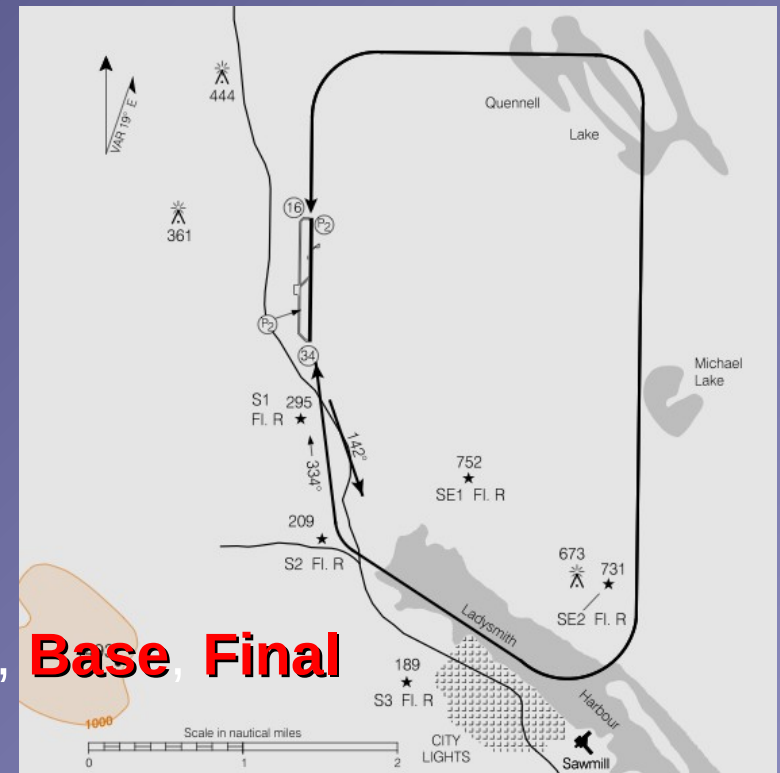 444
VAR 19° E
Quennell
Lake
361
16
P2
P2
34
Michael
Lake
S1 295
Fl. R
142°
334°
752
SE1 Fl. R
209
S2 Fl. R
673
731
SE2 Fl. R
Ladysmith
, Base, Final
189
S3 Fl. R
Harbour
1000
Scale in nautical miles
0 1 2
CITY
LIGHTS
Sawmill